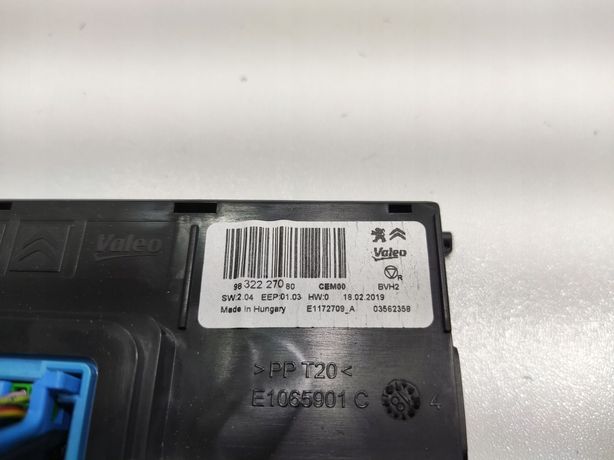 Valeo
Valeo
98 322 270 80 CEM00 BVH2
R
SW:2.04 EEP:01.03 HW:0 18.02.2019
Made in Hungary E1172709_A 03562358
>PP T20<
E1065901 C 4